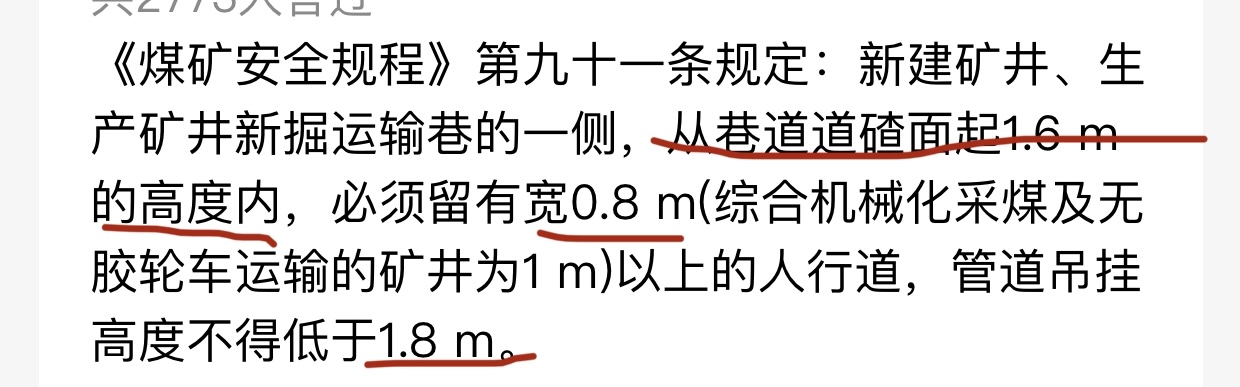 共2773人答过
《煤矿安全规程》第九十一条规定：新建矿井、生
产矿井新掘运输巷的一侧，从巷道道碴面起1.6 m
的高度内，必须留有宽0.8 m(综合机械化采煤及无
胶轮车运输的矿井为1 m)以上的人行道，管道吊挂
高度不得低于1.8 m。